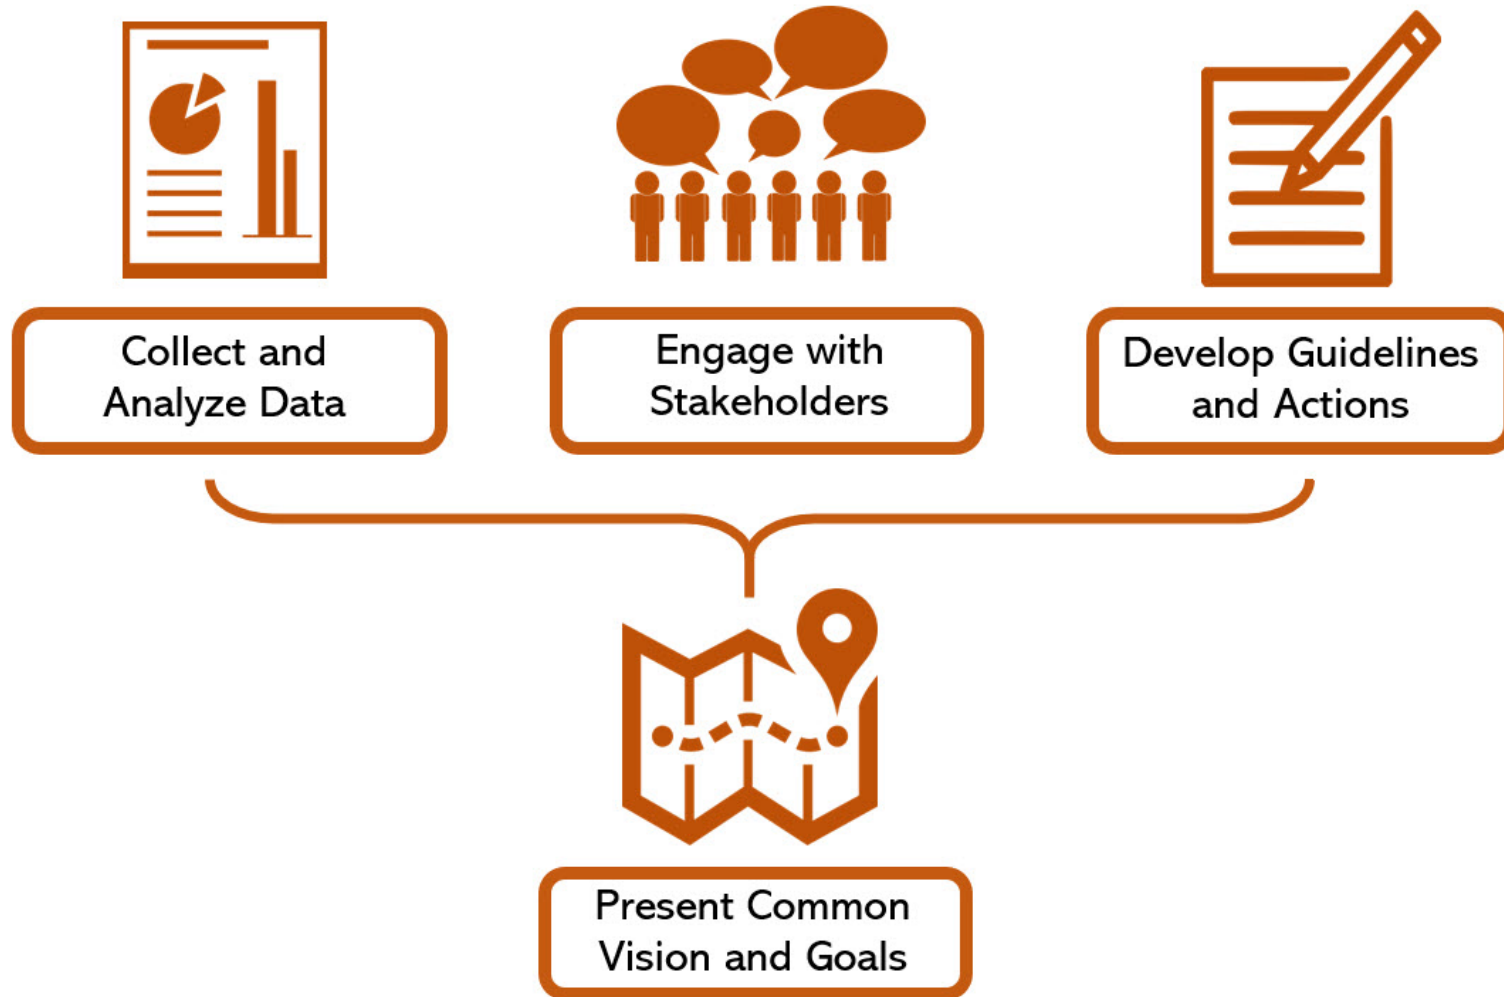 Collect and
Analyze Data
Engage with
Stakeholders
Develop Guidelines
and Actions
Present Common
Vision and Goals